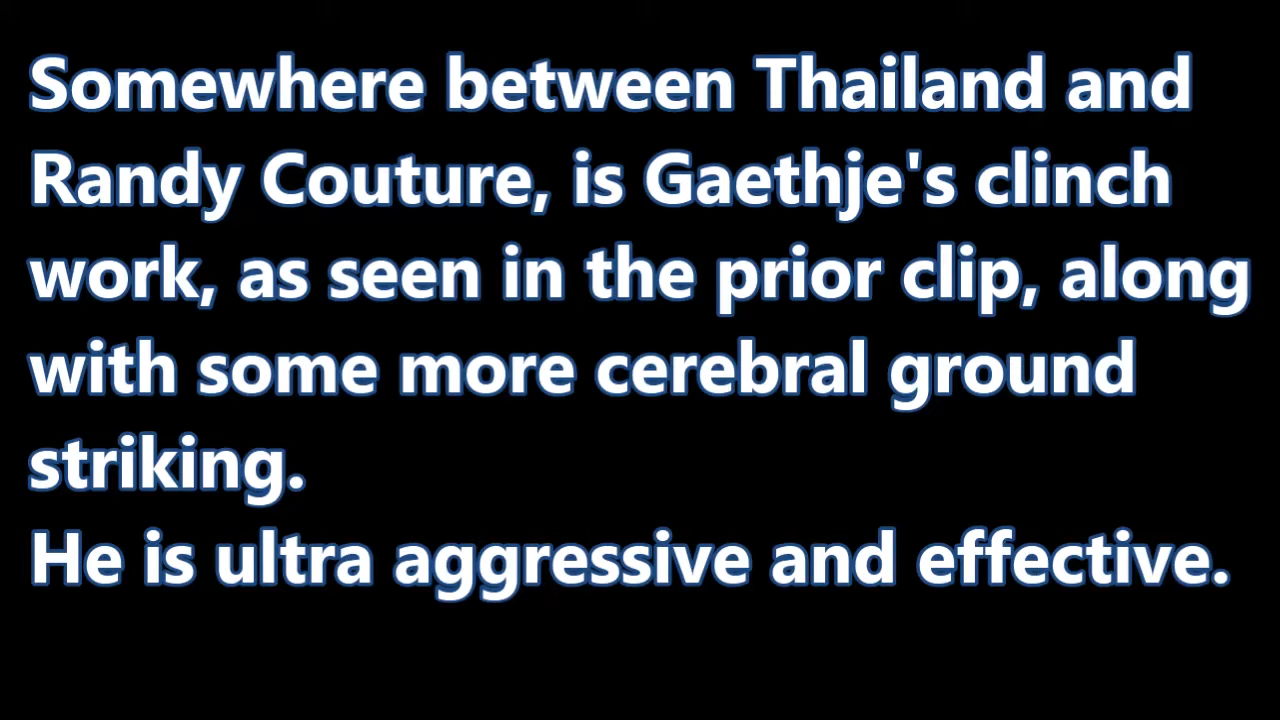 Somewhere between Thailand and
Randy Couture, is Gaethje's clinch
work, as seen in the prior clip, along
with some more cerebral ground
striking.
He is ultra aggressive and effective.